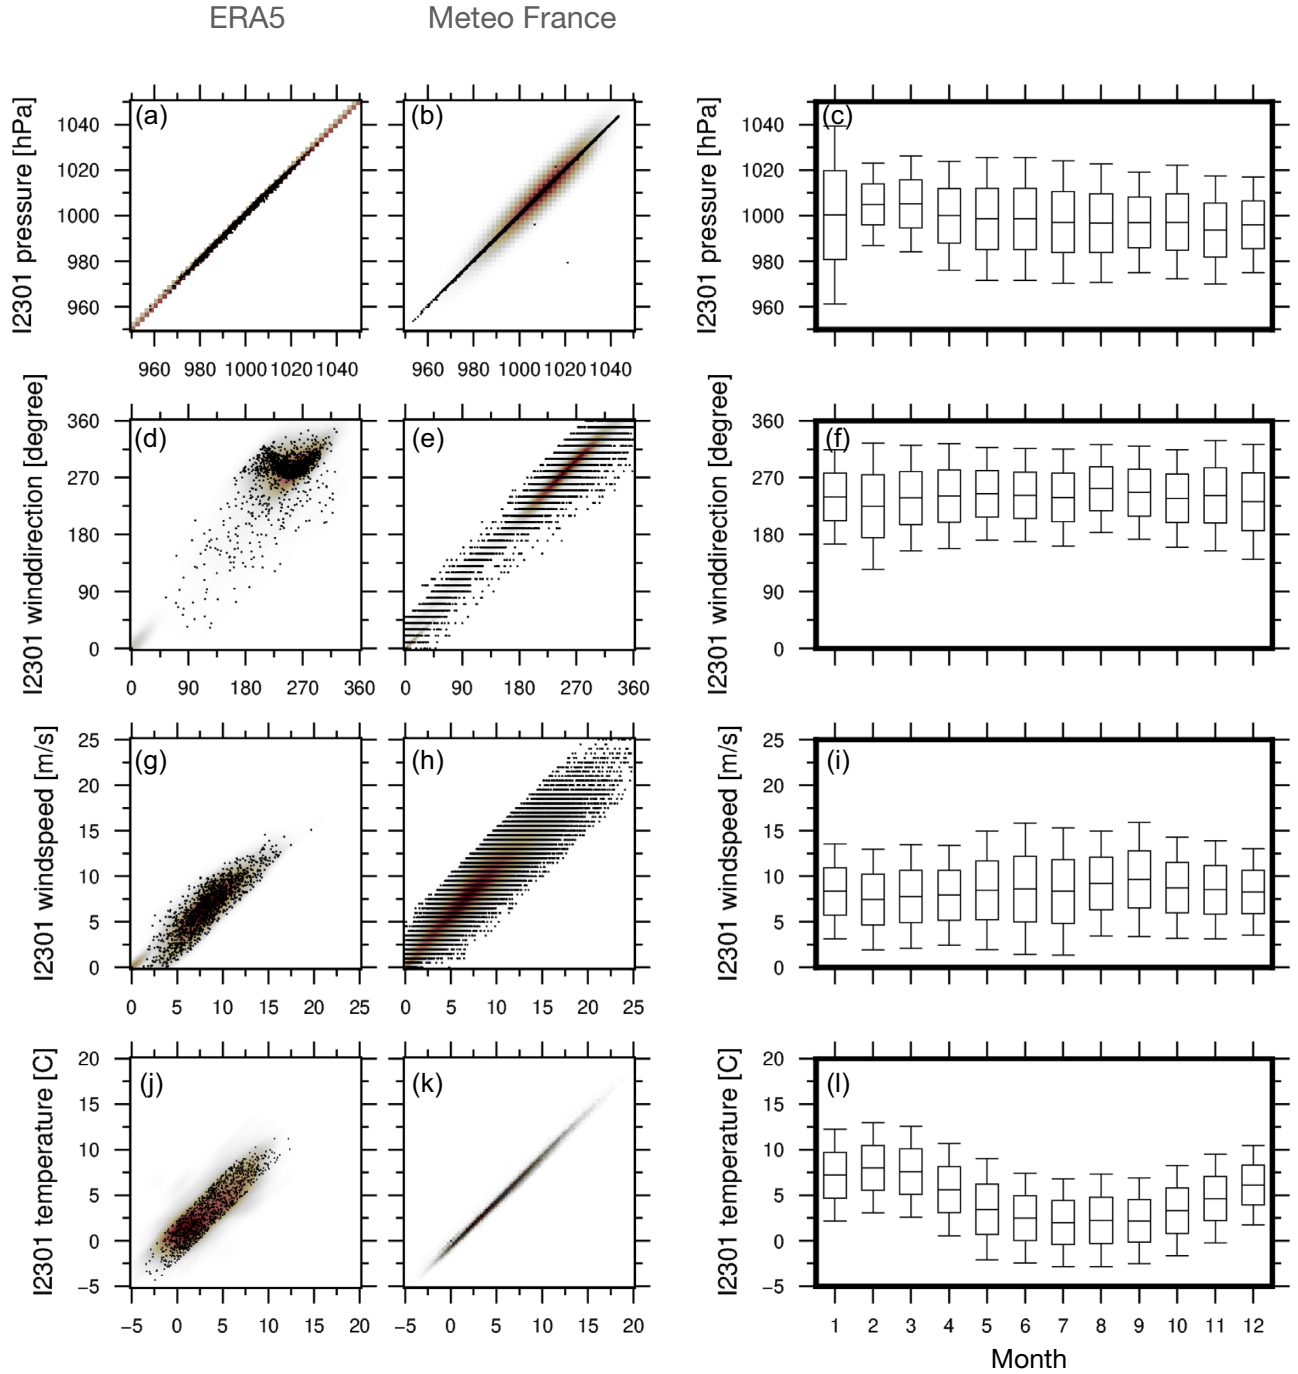 ERA5 Meteo France
I2301 pressure [hPa]
1040
1020
1000
980
960
(a)
(b)
960 980 1000 1020 1040
960 980 1000 1020 1040
I2301 pressure [hPa]
1040
1020
1000
980
960
(c)
I2301 winddirection [degree]
360
270
180
90
0
(d)
(e)
0 90 180 270 360
0 90 180 270 360
I2301 winddirection [degree]
360
270
180
90
0
(f)
I2301 windspeed [m/s]
25
20
15
10
5
0
(g)
(h)
0 5 10 15 20 25
0 5 10 15 20 25
I2301 windspeed [m/s]
25
20
15
10
5
0
(i)
I2301 temperature [C]
20
15
10
5
0
−5
(j)
(k)
−5 0 5 10 15 20
−5 0 5 10 15 20
I2301 temperature [C]
20
15
10
5
0
−5
(l)
1 2 3 4 5 6 7 8 9 10 11 12
Month